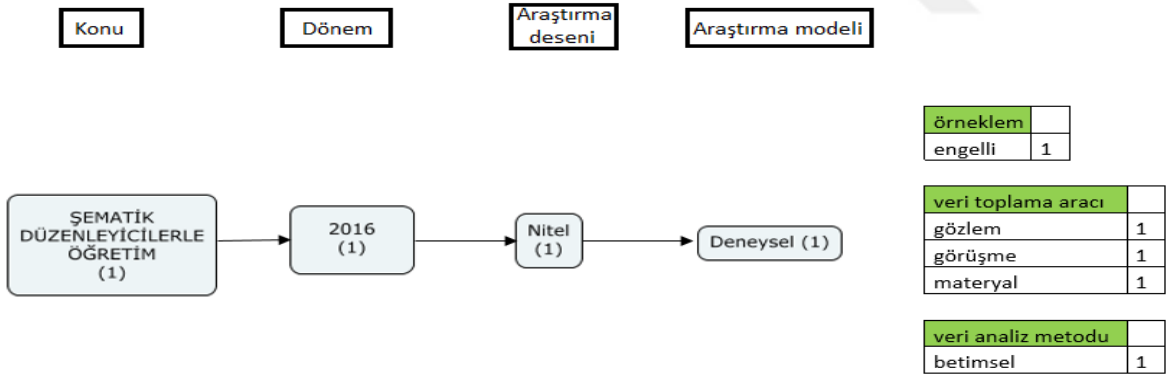 Konu
Dönem
Araştırma
deseni
Araştırma modeli
örneklem
engelli 1
ŞEMATİK
DÜZENLEYİCİLERLE
ÖĞRETİM
(1)
2016
(1)
Nitel
(1)
Deneysel (1)
veri toplama aracı
gözlem 1
görüşme 1
materyal 1
veri analiz metodu
betimsel 1